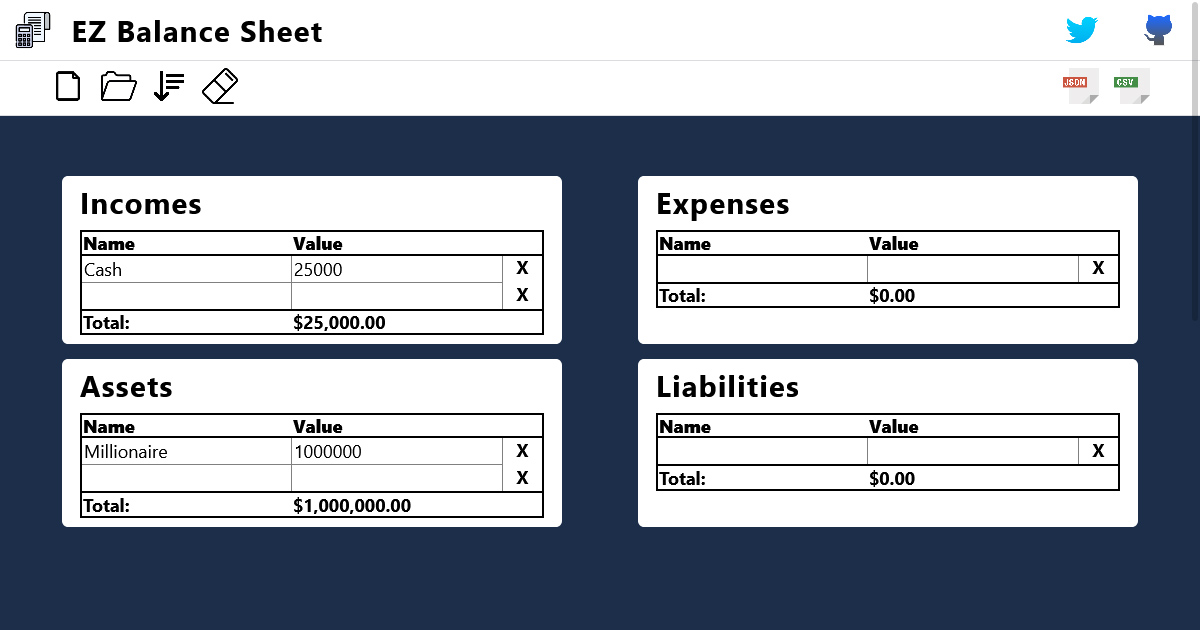 EZ Balance Sheet
JSON CSV
Incomes
Name Value
Cash 25000 X
X
Total: $25,000.00
Expenses
Name Value
X
Total: $0.00
Assets
Name Value
Millionaire 1000000 X
X
Total: $1,000,000.00
Liabilities
Name Value
X
Total: $0.00